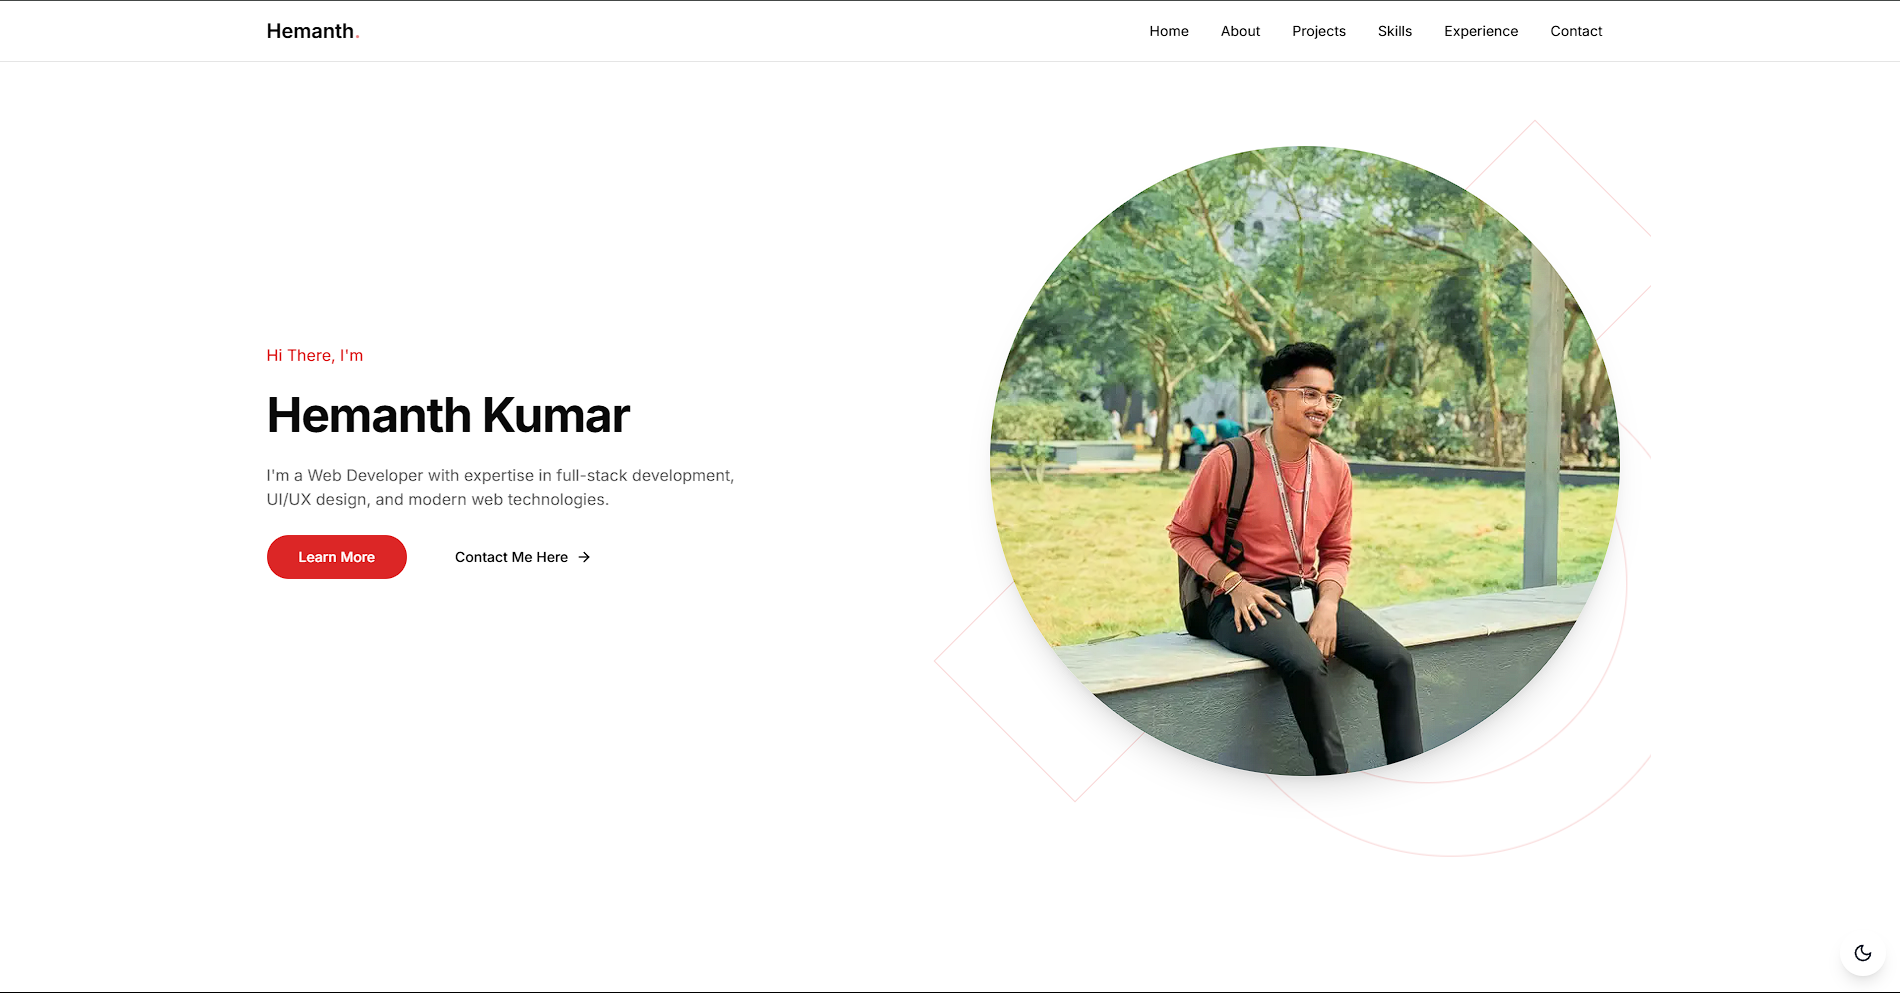 Hemanth.
Home About Projects Skills Experience Contact
Hi There, I'm
Hemanth Kumar
I'm a Web Developer with expertise in full-stack development,
UI/UX design, and modern web technologies.
Learn More Contact Me Here →